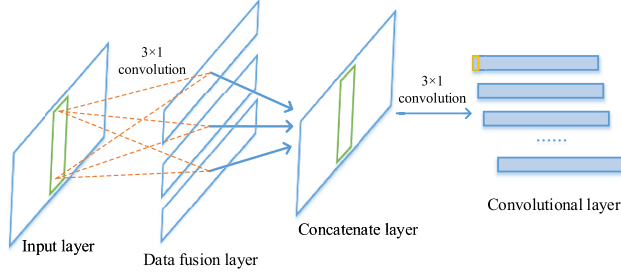 3×1
convolution
3×1
convolution
......
Input layer
Data fusion layer
Concatenate layer
Convolutional layer